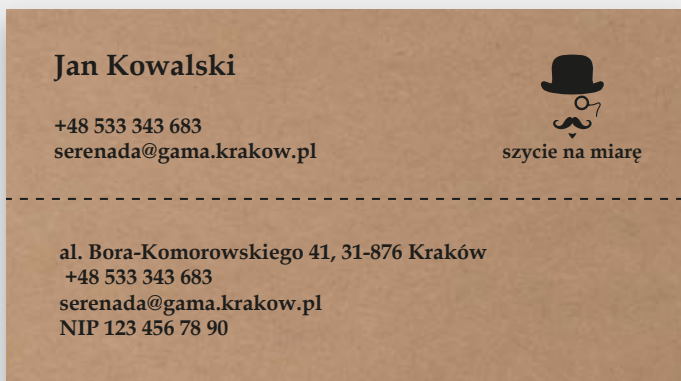 Jan Kowalski
+48 533 343 683
serenada@gama.krakow.pl
szycie na miarę
al. Bora-Komorowskiego 41, 31-876 Kraków
+48 533 343 683
serenada@gama.krakow.pl
NIP 123 456 78 90